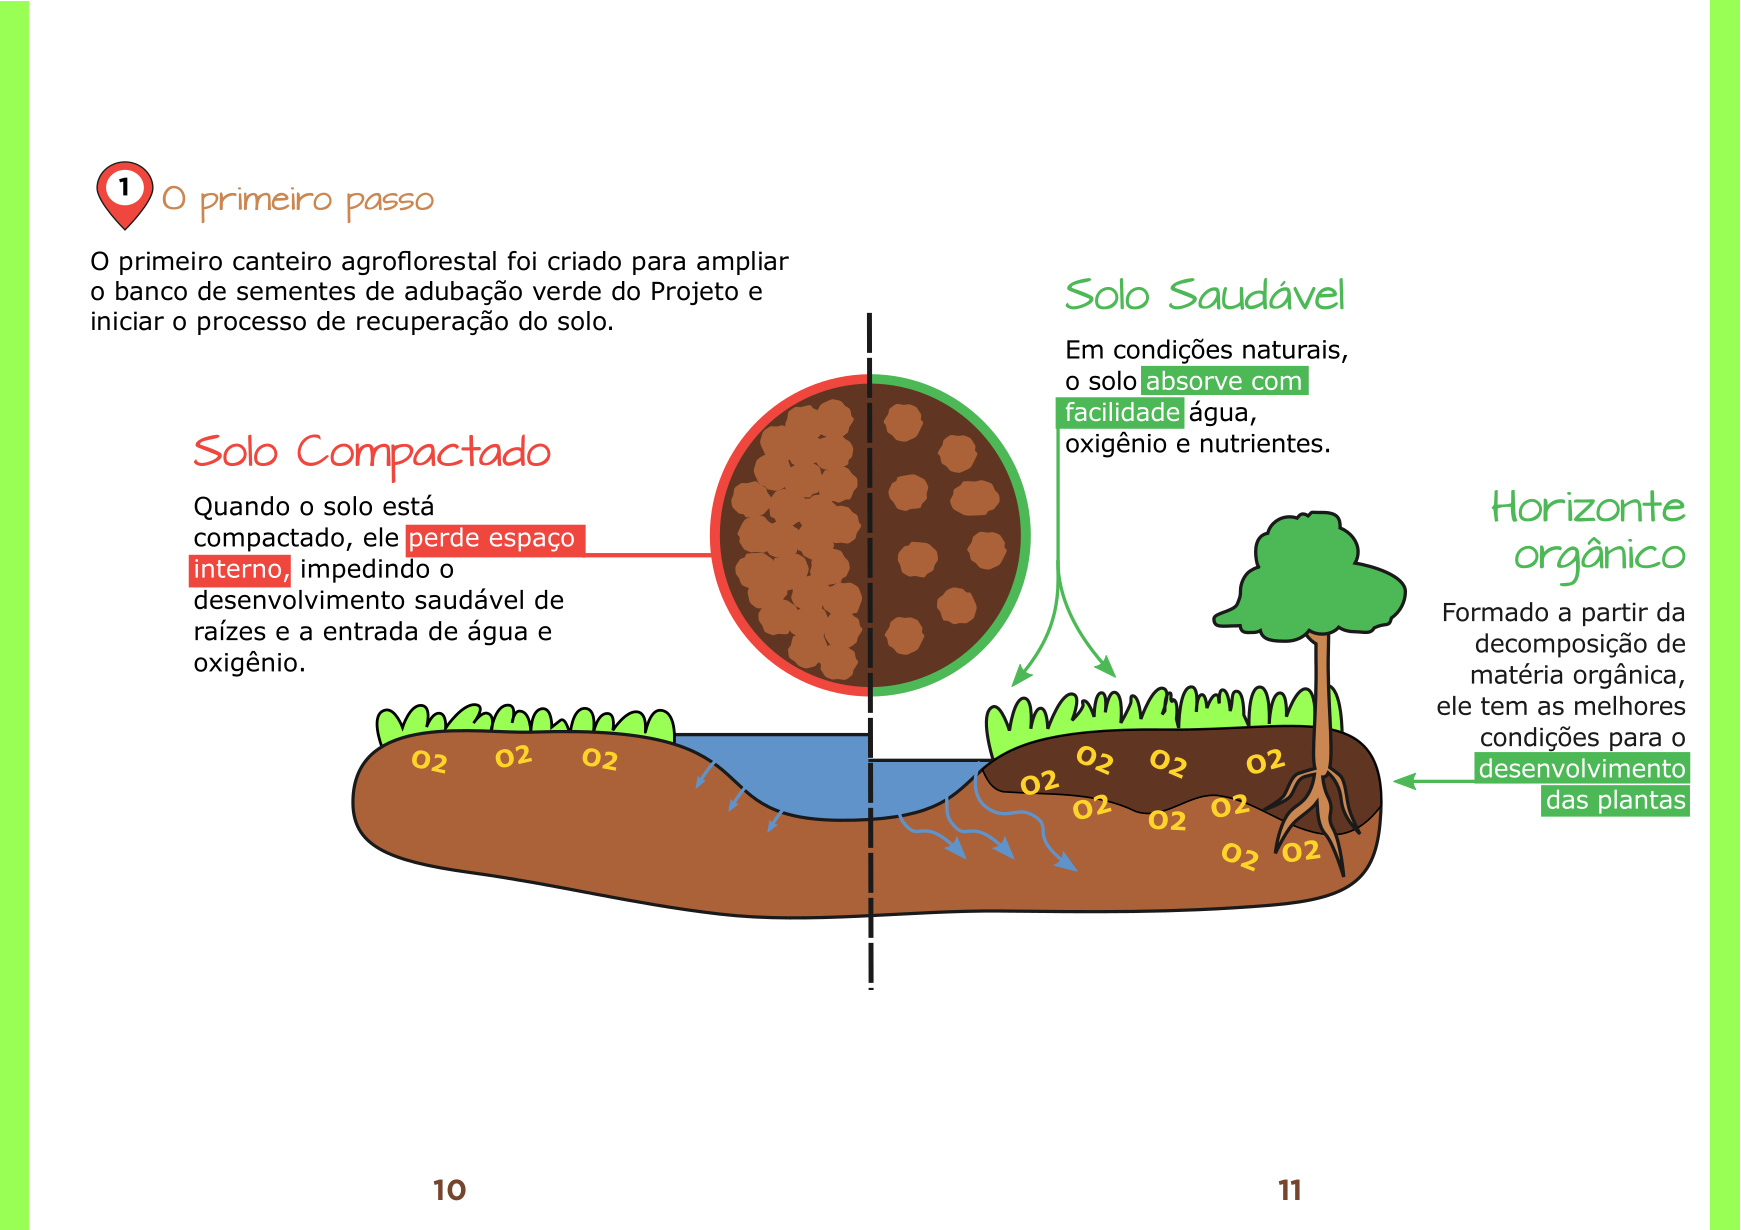 1
O primeiro passo
O primeiro canteiro agroflorestal foi criado para ampliar
o banco de sementes de adubação verde do Projeto e
iniciar o processo de recuperação do solo.
Solo Compactado
Quando o solo está
compactado, ele perde espaço
interno, impedindo o
desenvolvimento saudável de
raízes e a entrada de água e
oxigênio.
Solo Saudável
Em condições naturais,
o solo absorve com
facilidade água,
oxigênio e nutrientes.
Horizonte
orgânico
Formado a partir da
decomposição de
matéria orgânica,
ele tem as melhores
condições para o
desenvolvimento
das plantas
O2 O2 O2
O2 O2 O2 O2
O2 O2 O2
O2 O2
10
11